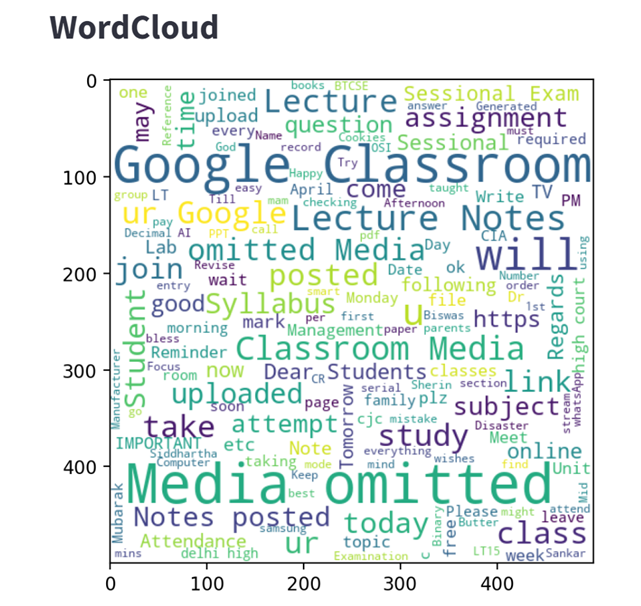 WordCloud
0
100
200
300
400
0 100 200 300 400
one joined books BTCSE Sessional Exam
may Reference time upload Lecture answer Generated assignment
every Name question Cookies OSI Sessional must required
God record Try
Google Classroom
Happy
group LT easy April come taught Write TV PM
Till mam checking Afternoon
ur Google Lecture Notes
pay
Decimal AI PPT call pdf CIA
Lab omitted Media Day will using
join Revise wait posted Date ok Number
entry smart following order
good Syllabus Monday file Dr 1st
Student mark per first u Biswas https Regards high court
morning Management paper parents
bless Reminder Classroom Media
Focus
room now Dear Students classes
Manufacturer CR serial Sherin section link
uploaded page family plz subject stream whatsApp
go soon
take attempt Tomorrow cjc mistake Disaster
IMPORTANT etc Note study Meet online
Siddhartha everything
Computer taking mode mind wishes find Unit
Keep
Media omitted
best Mid
Mubarak Notes posted samsung today Please might attend
Butter leave
Attendance ur topic Binary free class
mins delhi high Examination c LT15 week Sankar